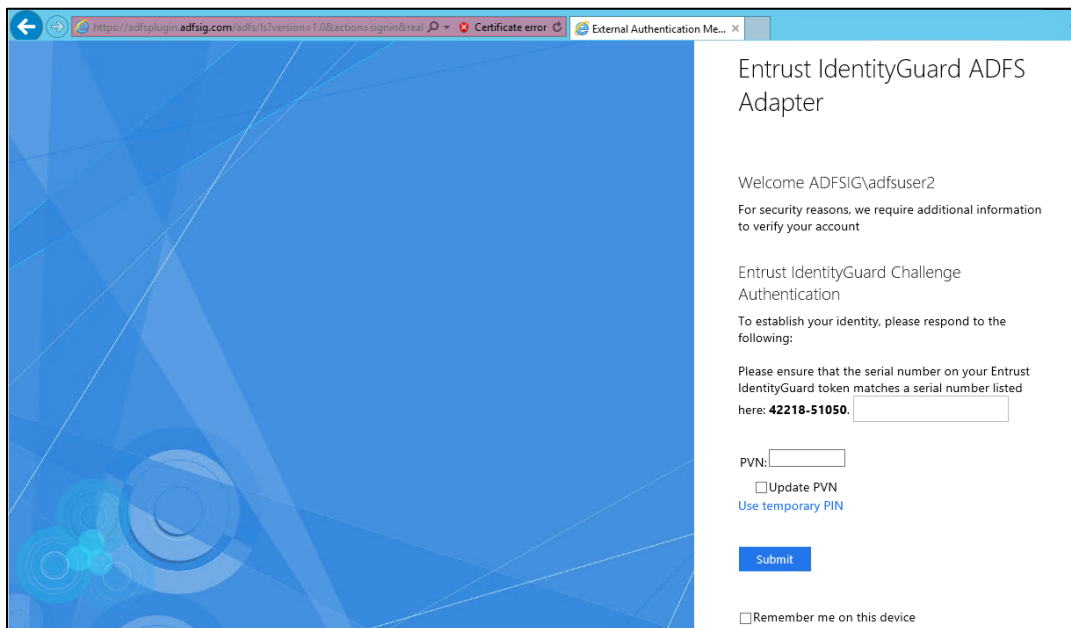 https://adfsplugin.adfsig.com/adfs/ls?version=1.0&action=signin&real
Certificate error
External Authentication Me...
Entrust IdentityGuard ADFS
Adapter
Welcome ADFSIG\adfsuser2
For security reasons, we require additional information
to verify your account
Entrust IdentityGuard Challenge
Authentication
To establish your identity, please respond to the
following:
Please ensure that the serial number on your Entrust
IdentityGuard token matches a serial number listed
here: 42218-51050.
PVN:
Update PVN
Use temporary PIN
Submit
Remember me on this device